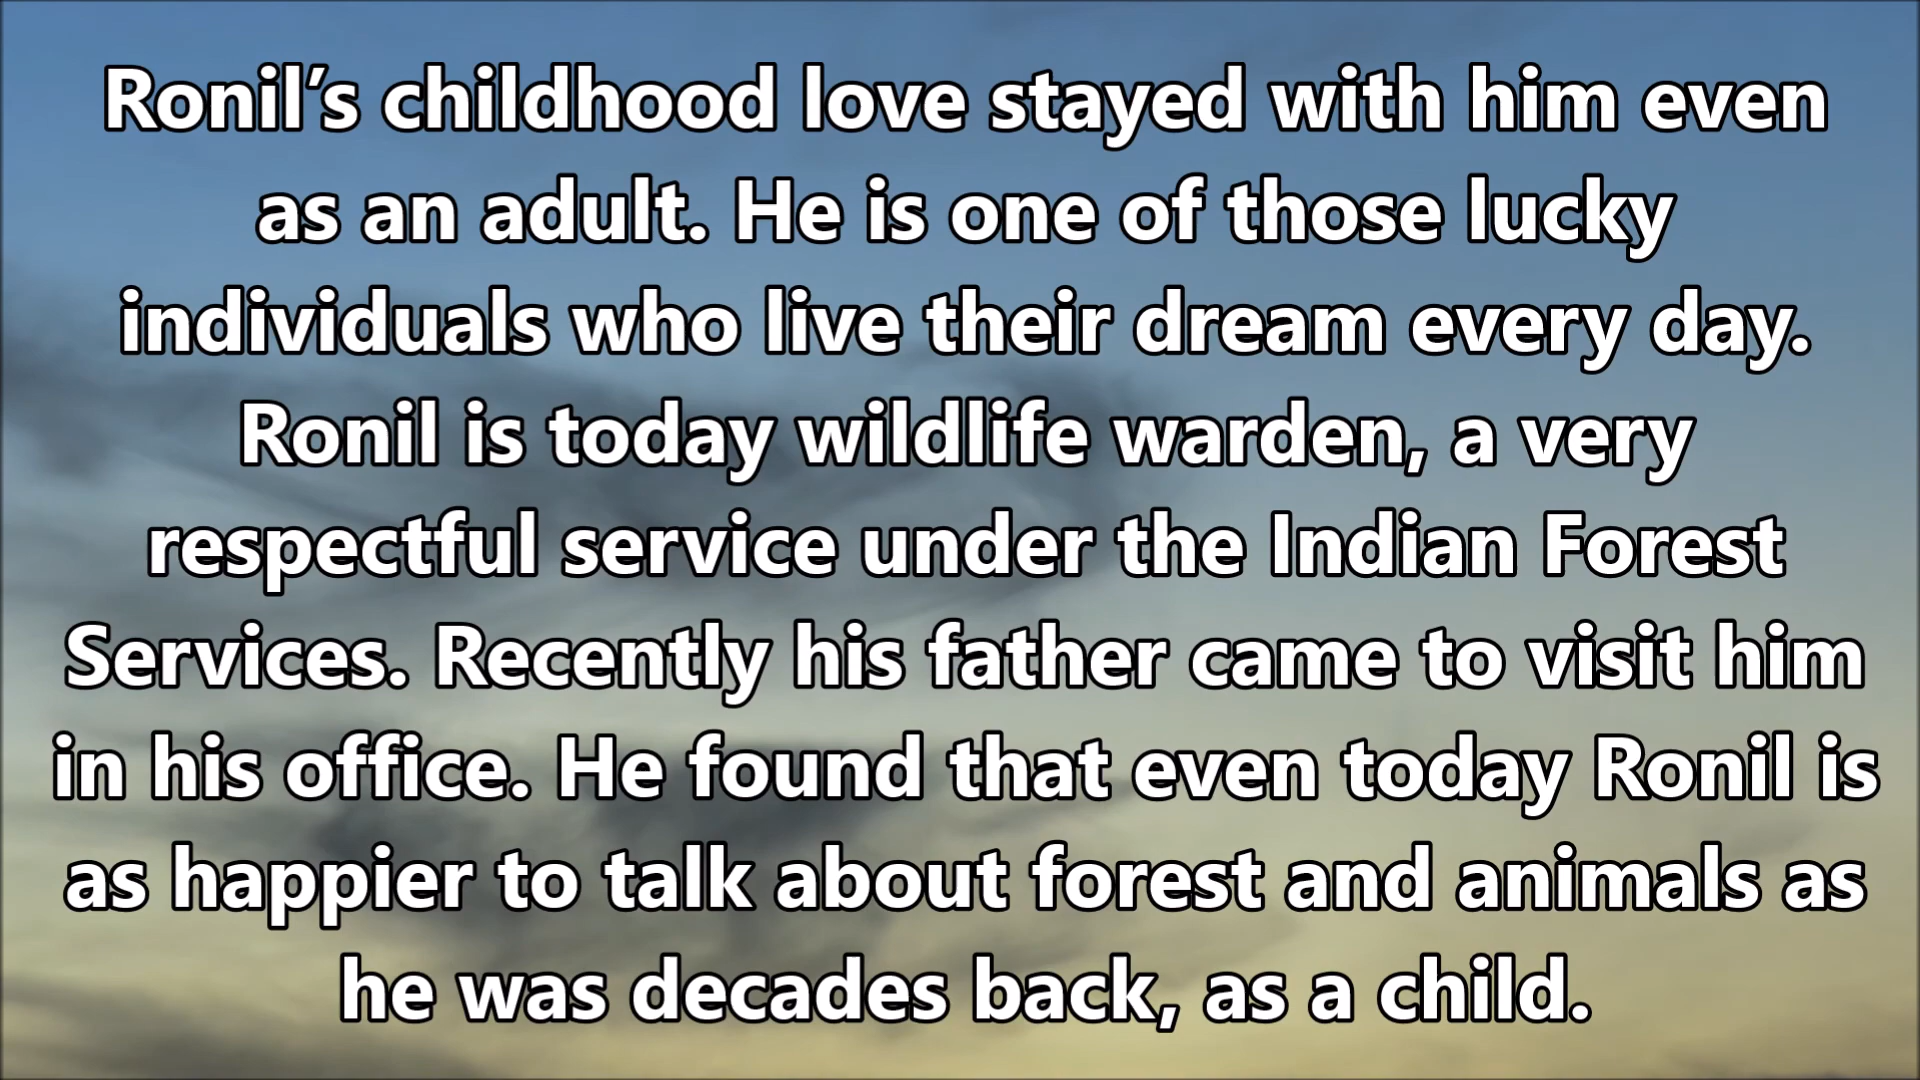 Ronil’s childhood love stayed with him even
as an adult. He is one of those lucky
individuals who live their dream every day.
Ronil is today wildlife warden, a very
respectful service under the Indian Forest
Services. Recently his father came to visit him
in his office. He found that even today Ronil is
as happier to talk about forest and animals as
he was decades back, as a child.